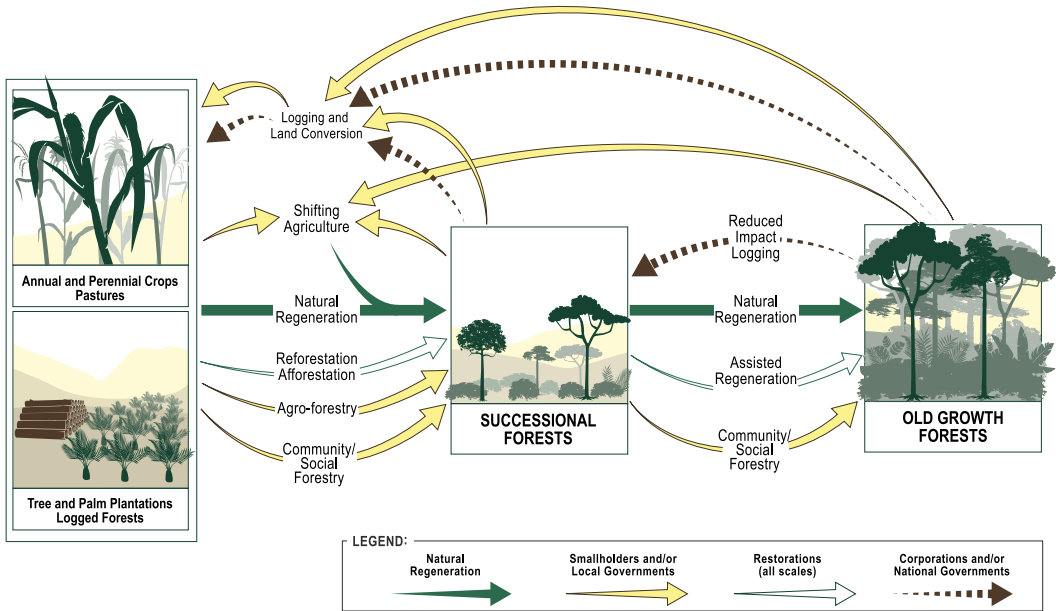 Logging and
Land Conversion
Shifting
Agriculture
Reduced
Impact
Logging
Annual and Perennial Crops
Pastures
Natural
Regeneration
Natural
Regeneration
Reforestation
Afforestation
Assisted
Regeneration
Agro-forestry
SUCCESSIONAL
FORESTS
OLD GROWTH
FORESTS
Community/
Social
Forestry
Community/
Social
Forestry
Tree and Palm Plantations
Logged Forests
LEGEND:
Natural
Regeneration
Smallholders and/or
Local Governments
Restorations
(all scales)
Corporations and/or
National Governments